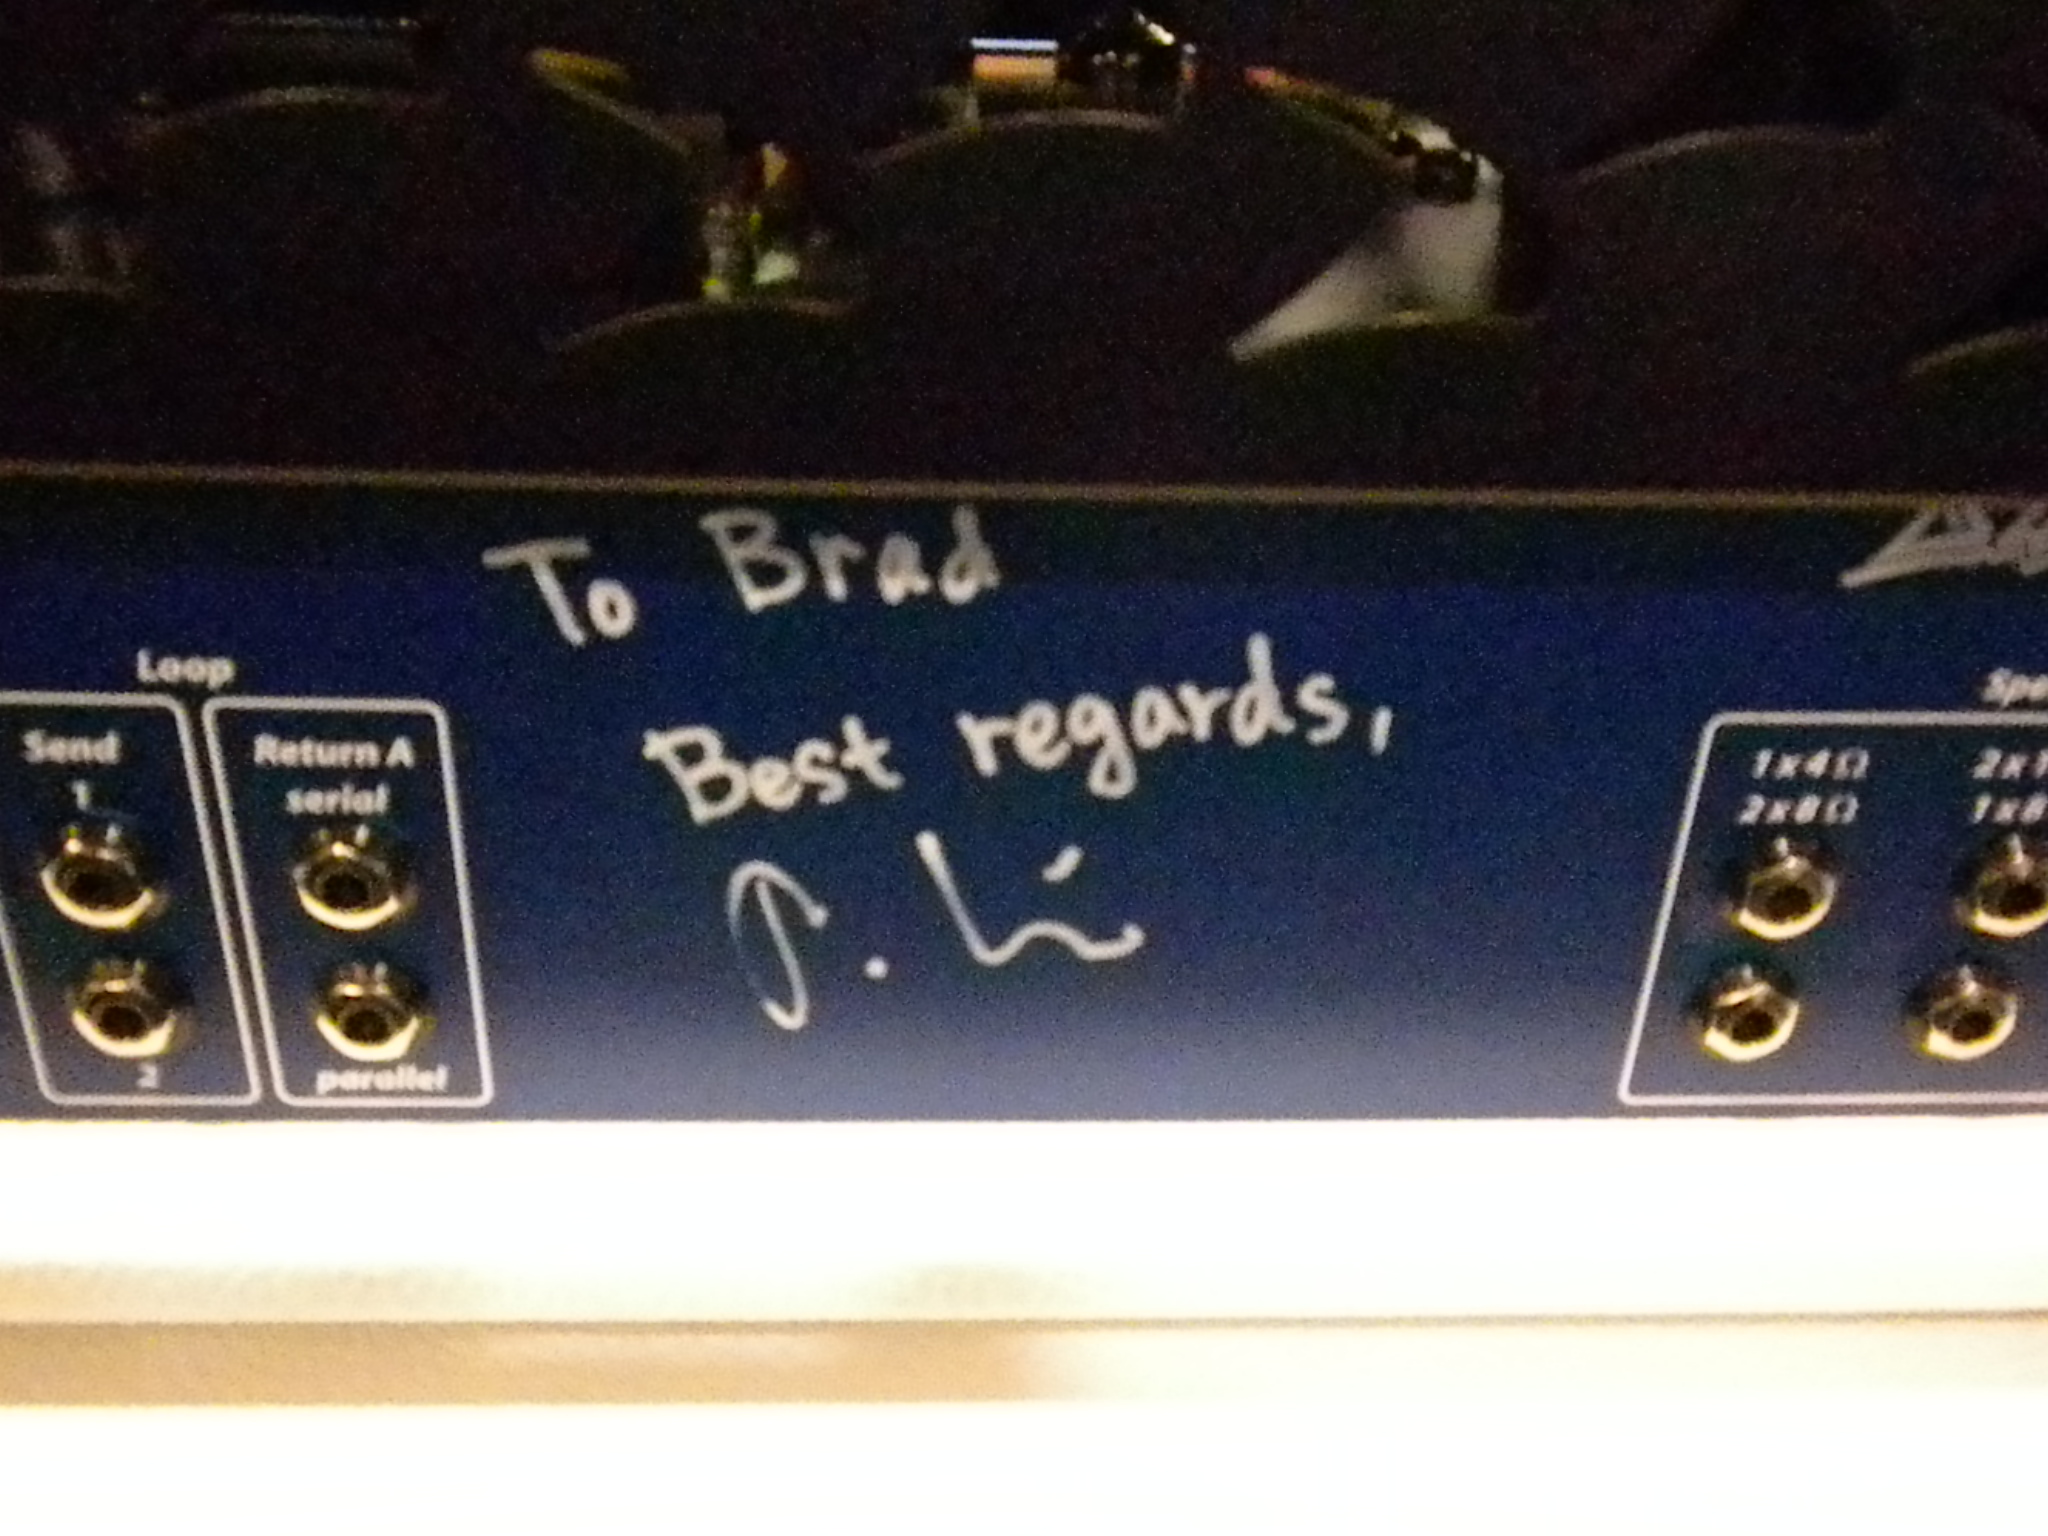 To Brad
Best regards,
Loop
Send
1
2
Return A
serial
parallel
1x4Ω
2x8Ω